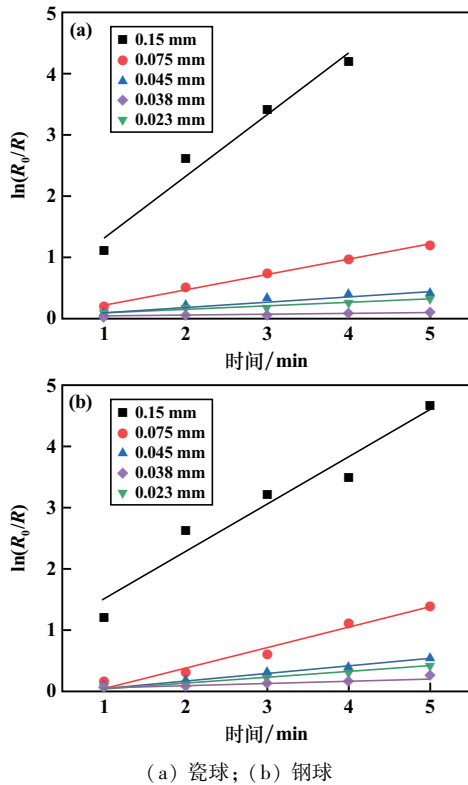 (a)
0.15 mm
0.075 mm
0.045 mm
0.038 mm
0.023 mm
ln(R₀/R)
5
4
3
2
1
0
1 2 3 4 5
时间/min
(b)
0.15 mm
0.075 mm
0.045 mm
0.038 mm
0.023 mm
ln(R₀/R)
5
4
3
2
1
0
1 2 3 4 5
时间/min
(a) 瓷球; (b) 钢球